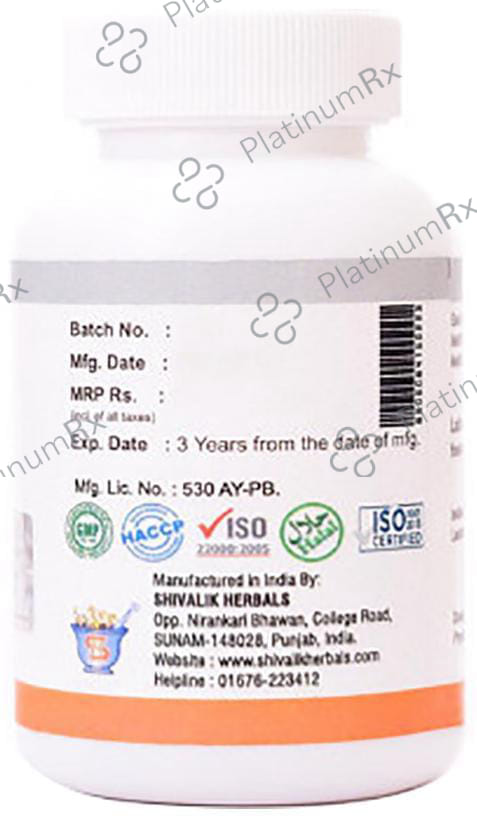 PlatinumRx
PlatinumRx
PlatinumRx
Rx
Batch No. :
Mfg. Date :
MRP Rs. :
(incl. of all taxes)
Exp. Date : 3 Years from the date of mfg.
Mfg. Lic. No. : 530 AY-PB.
GMP
HACCP
ISO
22000:2005
حلال
Halal
ISO
CERTIFIED
Manufactured in India By:
SHIVALIK HERBALS
Opp. Nirankari Bhawan, College Road,
SUNAM-148028, Punjab, India.
Website : www.shivalikherbals.com
Helpline : 01676-223412